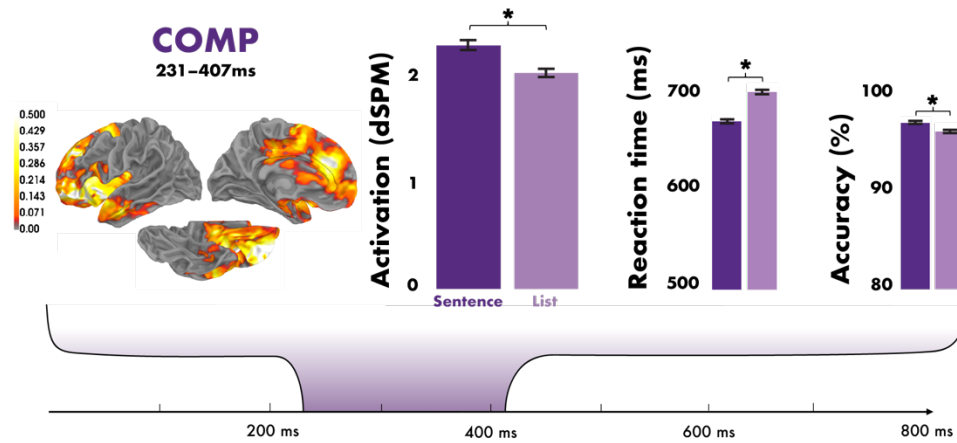 COMP
231–407ms
0.500
0.429
0.357
0.286
0.214
0.143
0.071
0.00
Activation (dSPM)
2
1
0
*
Sentence
List
Reaction time (ms)
700
600
500
*
Accuracy (%)
100
90
80
*
200 ms
400 ms
600 ms
800 ms